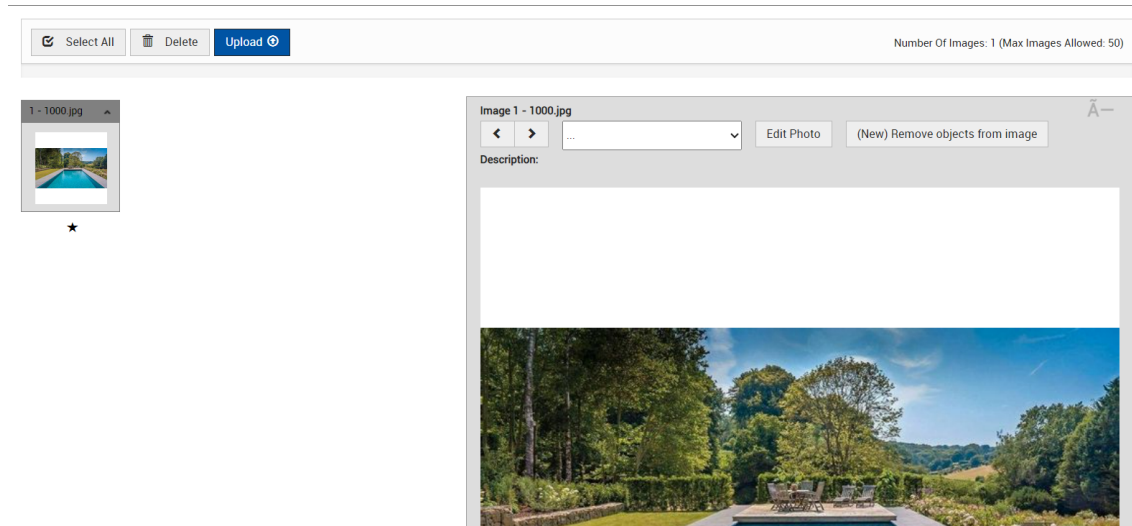 Select All
Delete
Upload
Number Of Images: 1 (Max Images Allowed: 50)
1 - 1000.jpg
Image 1 - 1000.jpg
Ã—
...
Edit Photo
(New) Remove objects from image
Description: